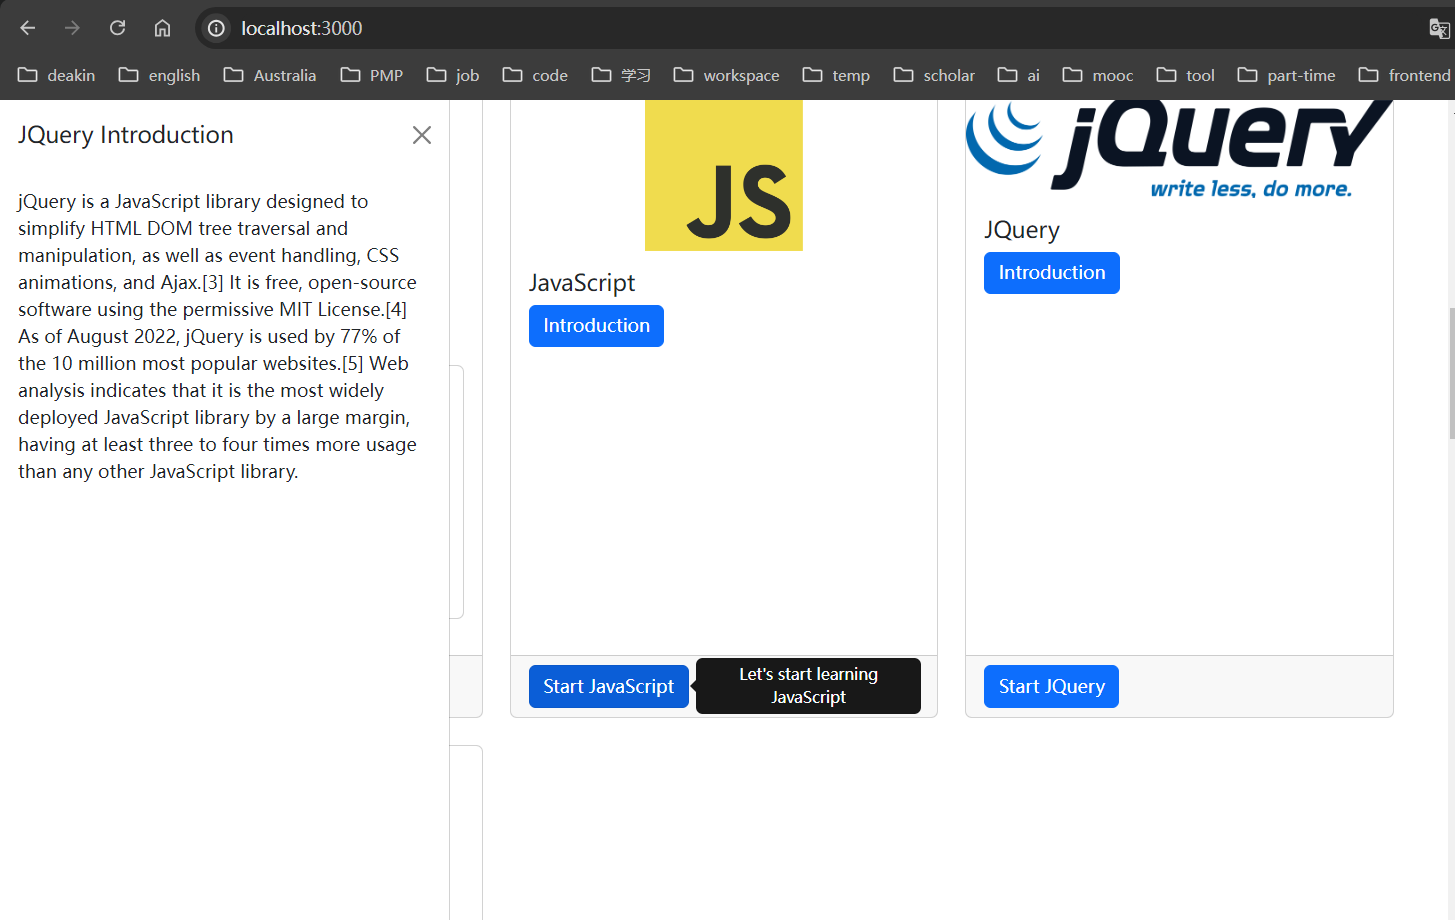 localhost:3000
deakin english Australia PMP job code 学习 workspace temp scholar ai mooc tool part-time frontend
JQuery Introduction
jQuery is a JavaScript library designed to
simplify HTML DOM tree traversal and
manipulation, as well as event handling, CSS
animations, and Ajax.[3] It is free, open-source
software using the permissive MIT License.[4]
As of August 2022, jQuery is used by 77% of
the 10 million most popular websites.[5] Web
analysis indicates that it is the most widely
deployed JavaScript library by a large margin,
having at least three to four times more usage
than any other JavaScript library.
JS
JavaScript
Introduction
Start JavaScript
Let's start learning
JavaScript
jQuery
write less, do more.
JQuery
Introduction
Start JQuery